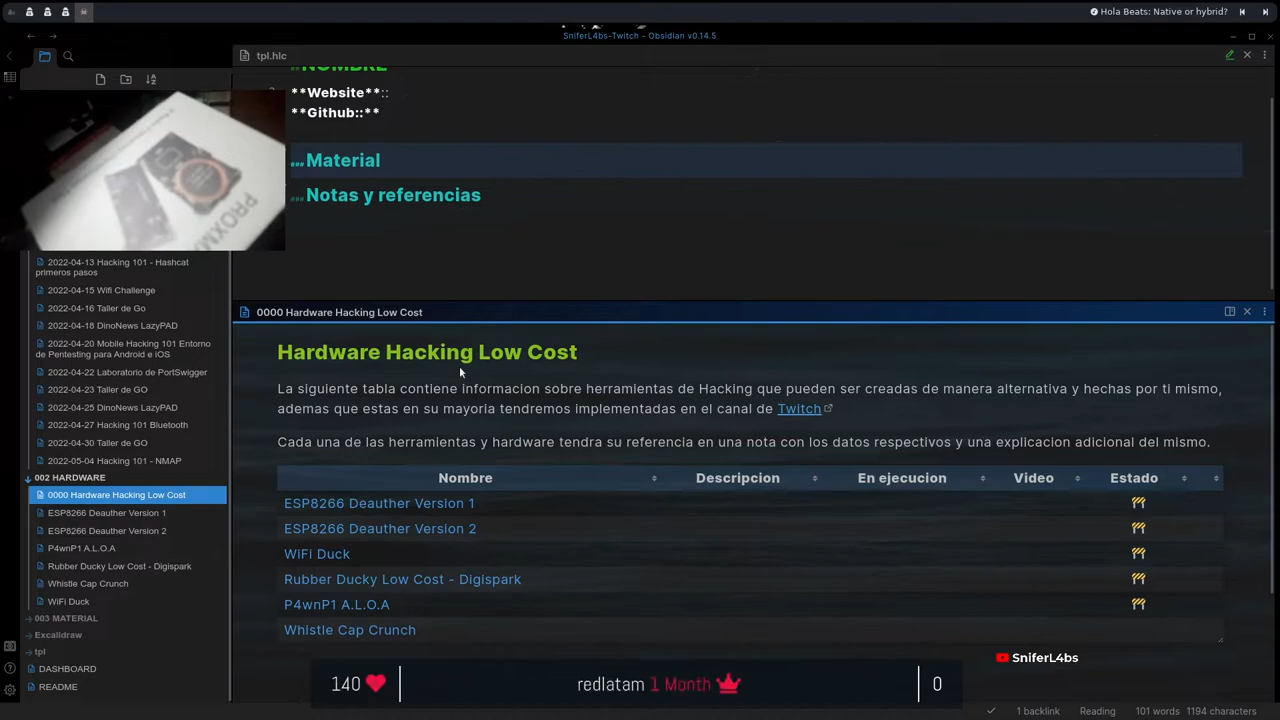 Hola Beats: Native or hybrid?
SniferL4bs-Twitch - Obsidian v0.14.5
tpl.hlc
#NOMBRE
**Website**::
**Github::**
### Material
### Notas y referencias
PROXM
2022-04-13 Hacking 101 - Hashcat
primeros pasos
2022-04-15 Wifi Challenge
2022-04-16 Taller de Go
2022-04-18 DinoNews LazyPAD
2022-04-20 Mobile Hacking 101 Entorno
de Pentesting para Android e iOS
2022-04-22 Laboratorio de PortSwigger
2022-04-23 Taller de GO
2022-04-25 DinoNews LazyPAD
2022-04-27 Hacking 101 Bluetooth
2022-04-30 Taller de GO
2022-05-04 Hacking 101 - NMAP
002 HARDWARE
0000 Hardware Hacking Low Cost
ESP8266 Deauther Version 1
ESP8266 Deauther Version 2
P4wnP1 A.L.O.A
Rubber Ducky Low Cost - Digispark
Whistle Cap Crunch
WiFi Duck
003 MATERIAL
Excalidraw
tpl
DASHBOARD
README
0000 Hardware Hacking Low Cost
Hardware Hacking Low Cost
La siguiente tabla contiene informacion sobre herramientas de Hacking que pueden ser creadas de manera alternativa y hechas por ti mismo,
ademas que estas en su mayoria tendremos implementadas en el canal de Twitch
Cada una de las herramientas y hardware tendra su referencia en una nota con los datos respectivos y una explicacion adicional del mismo.
Nombre Descripcion En ejecucion Video Estado
ESP8266 Deauther Version 1
ESP8266 Deauther Version 2
WiFi Duck
Rubber Ducky Low Cost - Digispark
P4wnP1 A.L.O.A
Whistle Cap Crunch
SniferL4bs
140 redlatam 1 Month 0
1 backlink Reading 101 words 1194 characters